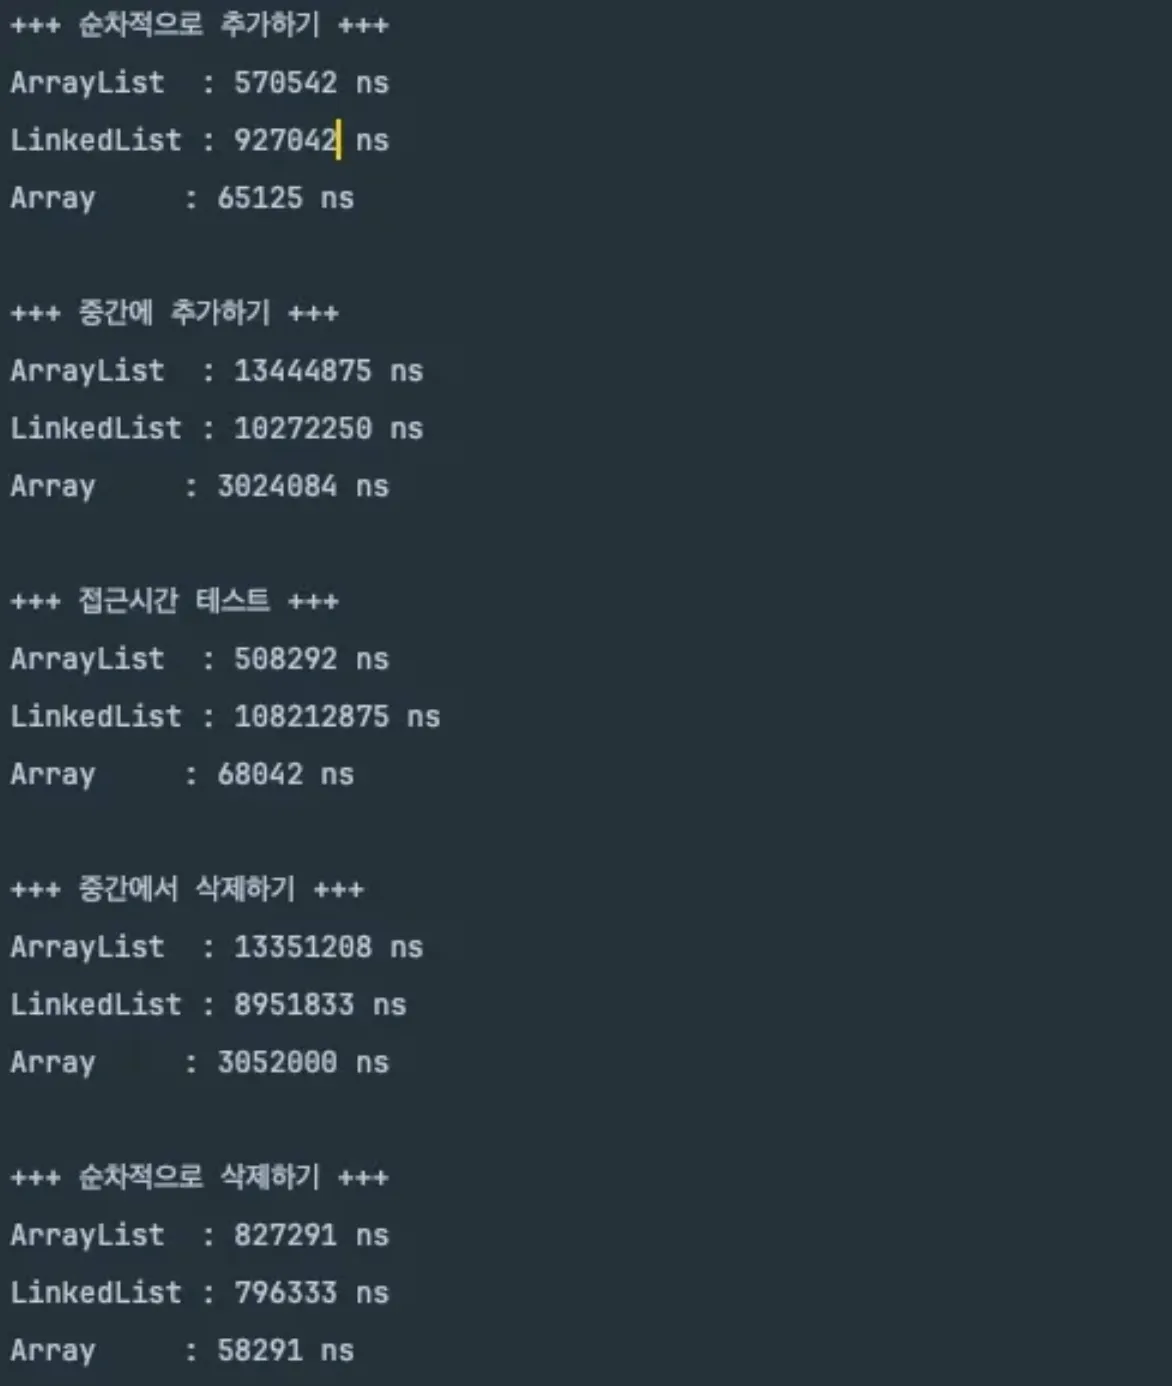 +++ 순차적으로 추가하기 +++
ArrayList  : 570542 ns
LinkedList : 927042 ns
Array     : 65125 ns
+++ 중간에 추가하기 +++
ArrayList  : 13444875 ns
LinkedList : 10272250 ns
Array     : 3024084 ns
+++ 접근시간 테스트 +++
ArrayList  : 508292 ns
LinkedList : 108212875 ns
Array     : 68042 ns
+++ 중간에서 삭제하기 +++
ArrayList  : 13351208 ns
LinkedList : 8951833 ns
Array     : 3052000 ns
+++ 순차적으로 삭제하기 +++
ArrayList  : 827291 ns
LinkedList : 796333 ns
Array     : 58291 ns